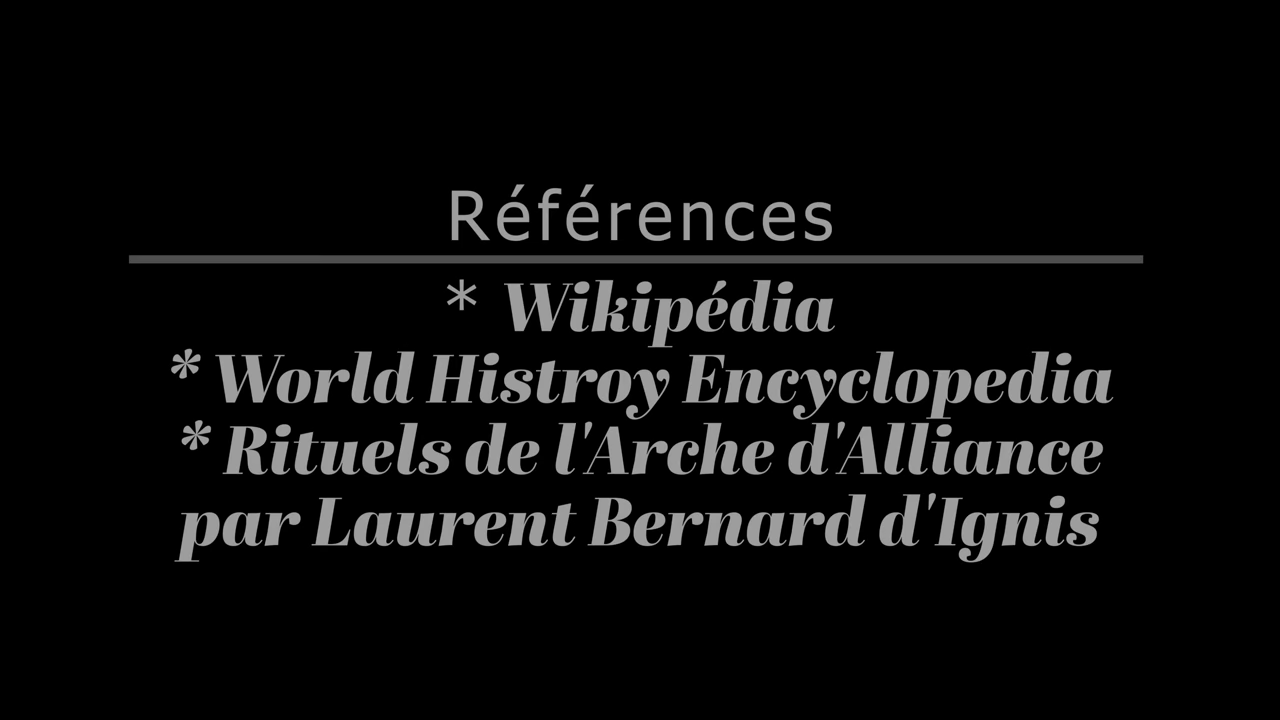 Références
* Wikipédia
* World Histroy Encyclopedia
* Rituels de l'Arche d'Alliance
par Laurent Bernard d'Ignis